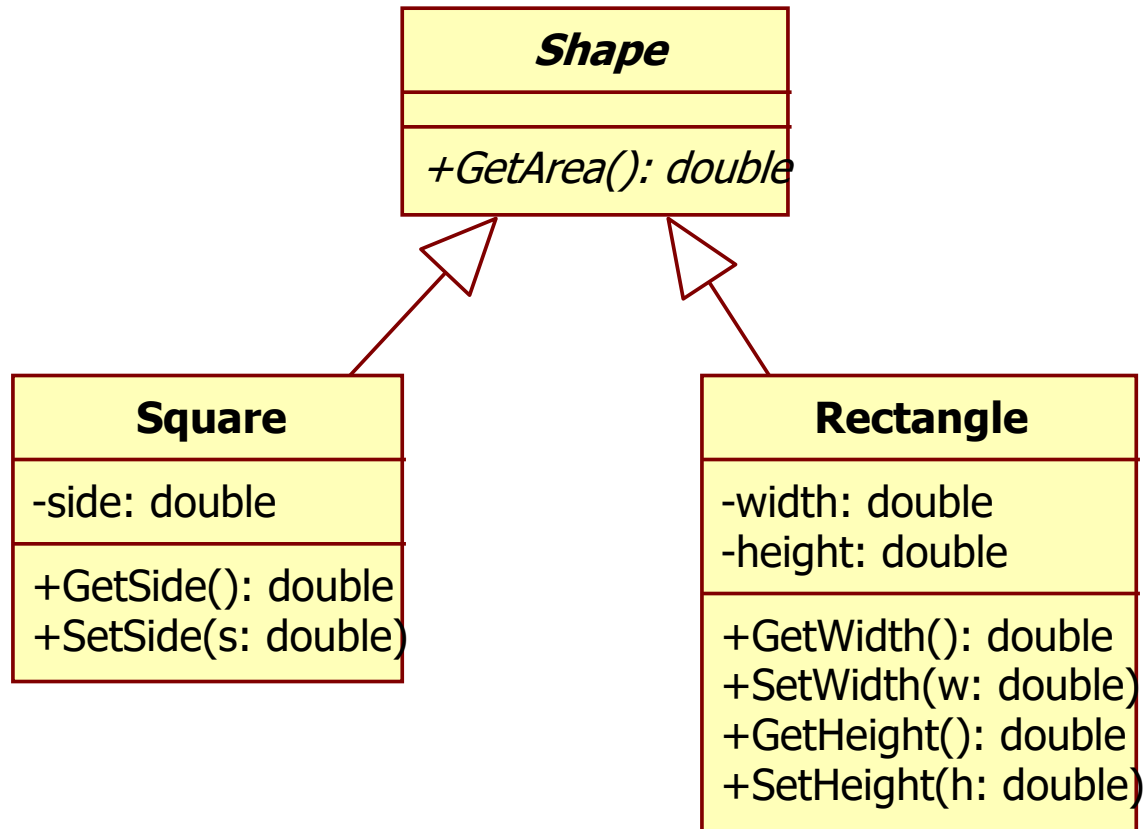 Shape
+GetArea(): double
Square
-side: double
+GetSide(): double
+SetSide(s: double)
Rectangle
-width: double
-height: double
+GetWidth(): double
+SetWidth(w: double)
+GetHeight(): double
+SetHeight(h: double)